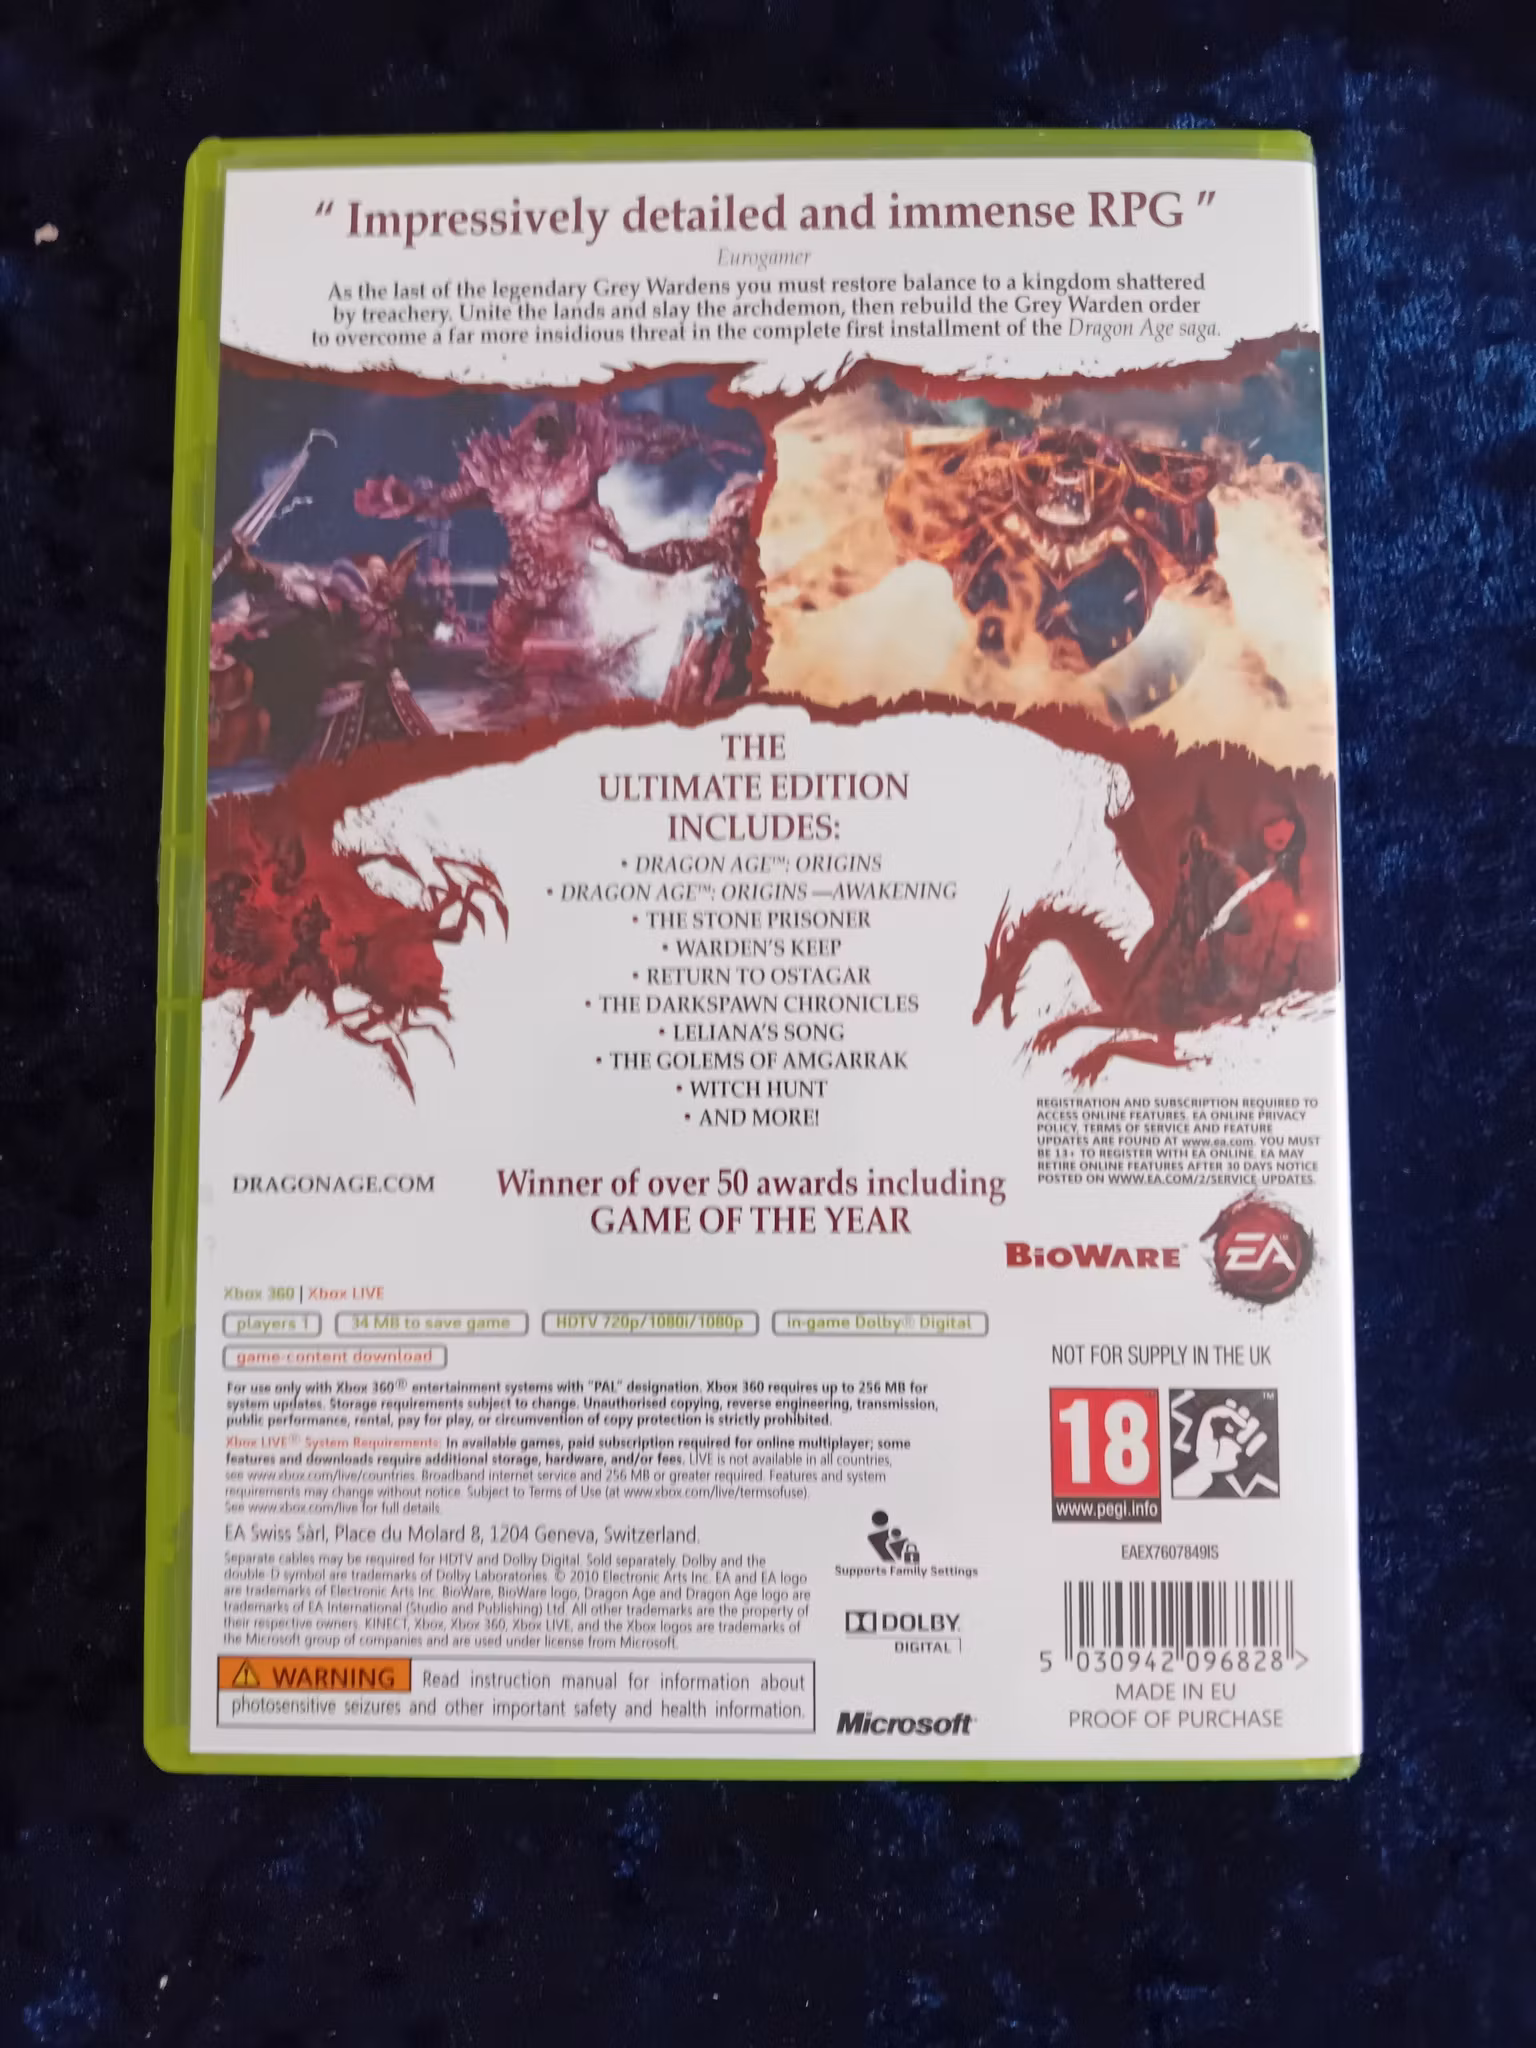 " Impressively detailed and immense RPG "
Eurogamer
As the last of the legendary Grey Wardens you must restore balance to a kingdom shattered
by treachery. Unite the lands and slay the archdemon, then rebuild the Grey Warden order
to overcome a far more insidious threat in the complete first installment of the Dragon Age saga.
THE
ULTIMATE EDITION
INCLUDES:
• DRAGON AGE™: ORIGINS
• DRAGON AGE™: ORIGINS —AWAKENING
• THE STONE PRISONER
• WARDEN'S KEEP
• RETURN TO OSTAGAR
• THE DARKSPAWN CHRONICLES
• LELIANA'S SONG
• THE GOLEMS OF AMGARRAK
• WITCH HUNT
• AND MORE!
REGISTRATION AND SUBSCRIPTION REQUIRED TO
ACCESS ONLINE FEATURES. EA ONLINE PRIVACY
POLICY, TERMS OF SERVICE AND FEATURE
UPDATES ARE FOUND AT www.ea.com. YOU MUST
BE 13+ TO REGISTER WITH EA ONLINE. EA MAY
RETIRE ONLINE FEATURES AFTER 30 DAYS NOTICE
POSTED ON WWW.EA.COM/2/SERVICE-UPDATES.
DRAGONAGE.COM
Winner of over 50 awards including
GAME OF THE YEAR
BIOWARE™
EA™
Xbox 360 | Xbox LIVE
players 1
34 MB to save game
HDTV 720p/1080i/1080p
in-game Dolby® Digital
game content download
For use only with Xbox 360® entertainment systems with "PAL" designation. Xbox 360 requires up to 256 MB for
system updates. Storage requirements subject to change. Unauthorised copying, reverse engineering, transmission,
public performance, rental, pay for play, or circumvention of copy protection is strictly prohibited.
Xbox LIVE® System Requirements: In available games, paid subscription required for online multiplayer; some
features and downloads require additional storage, hardware, and/or fees. LIVE is not available in all countries,
see www.xbox.com/live/countries. Broadband internet service and 256 MB or greater required. Features and system
requirements may change without notice. Subject to Terms of Use (at www.xbox.com/live/termsofuse).
See www.xbox.com/live for full details.
EA Swiss Sàrl, Place du Molard 8, 1204 Geneva, Switzerland.
Separate cables may be required for HDTV and Dolby Digital. Sold separately. Dolby and the
double-D symbol are trademarks of Dolby Laboratories. © 2010 Electronic Arts Inc. EA and EA logo
are trademarks of Electronic Arts Inc. BioWare, BioWare logo, Dragon Age and Dragon Age logo are
trademarks of EA International (Studio and Publishing) Ltd. All other trademarks are the property of
their respective owners. KINECT, Xbox, Xbox 360, Xbox LIVE, and the Xbox logos are trademarks of
the Microsoft group of companies and are used under license from Microsoft.
WARNING Read instruction manual for information about
photosensitive seizures and other important safety and health information.
Supports Family Settings
DOLBY
DIGITAL
Microsoft
NOT FOR SUPPLY IN THE UK
18
www.pegi.info
™
EAEX7607849IS
5 030942 096828 >
MADE IN EU
PROOF OF PURCHASE